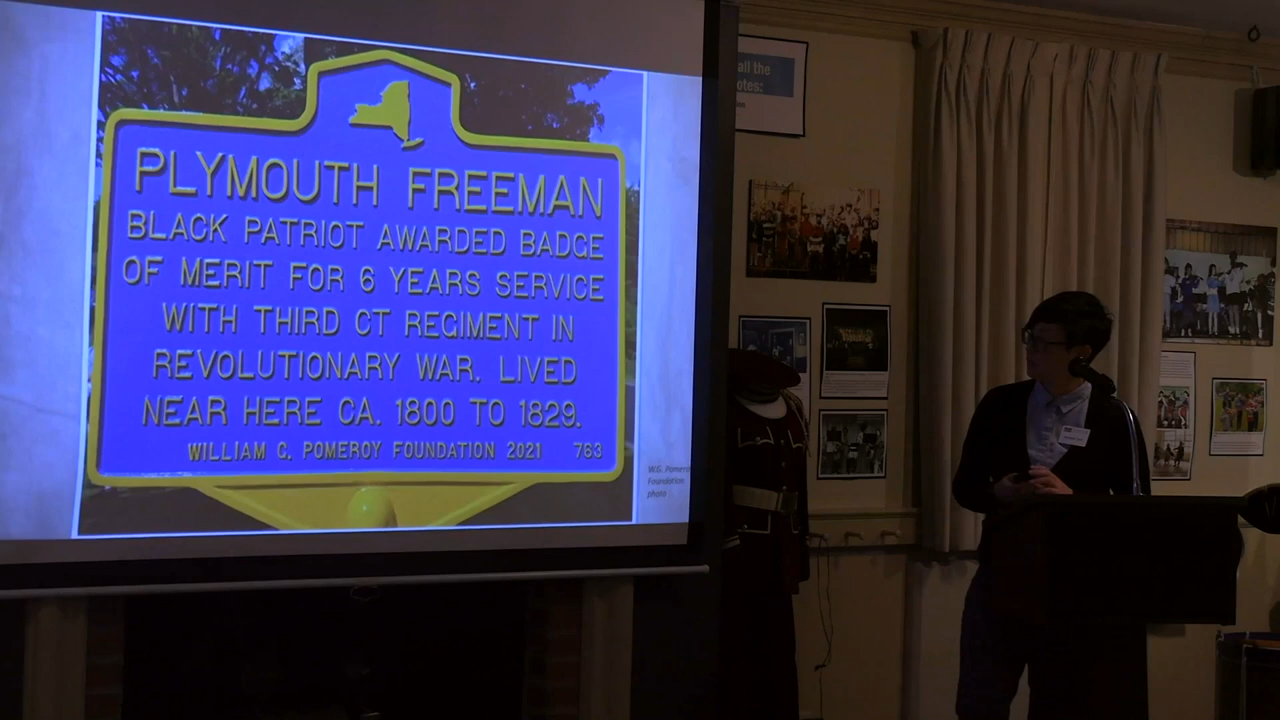 PLYMOUTH FREEMAN
BLACK PATRIOT AWARDED BADGE
OF MERIT FOR 6 YEARS SERVICE
WITH THIRD CT REGIMENT IN
REVOLUTIONARY WAR. LIVED
NEAR HERE CA. 1800 TO 1829.
WILLIAM C. POMEROY FOUNDATION 2021 763
W.G. Pomeroy
Foundation
photo
all the
otes: